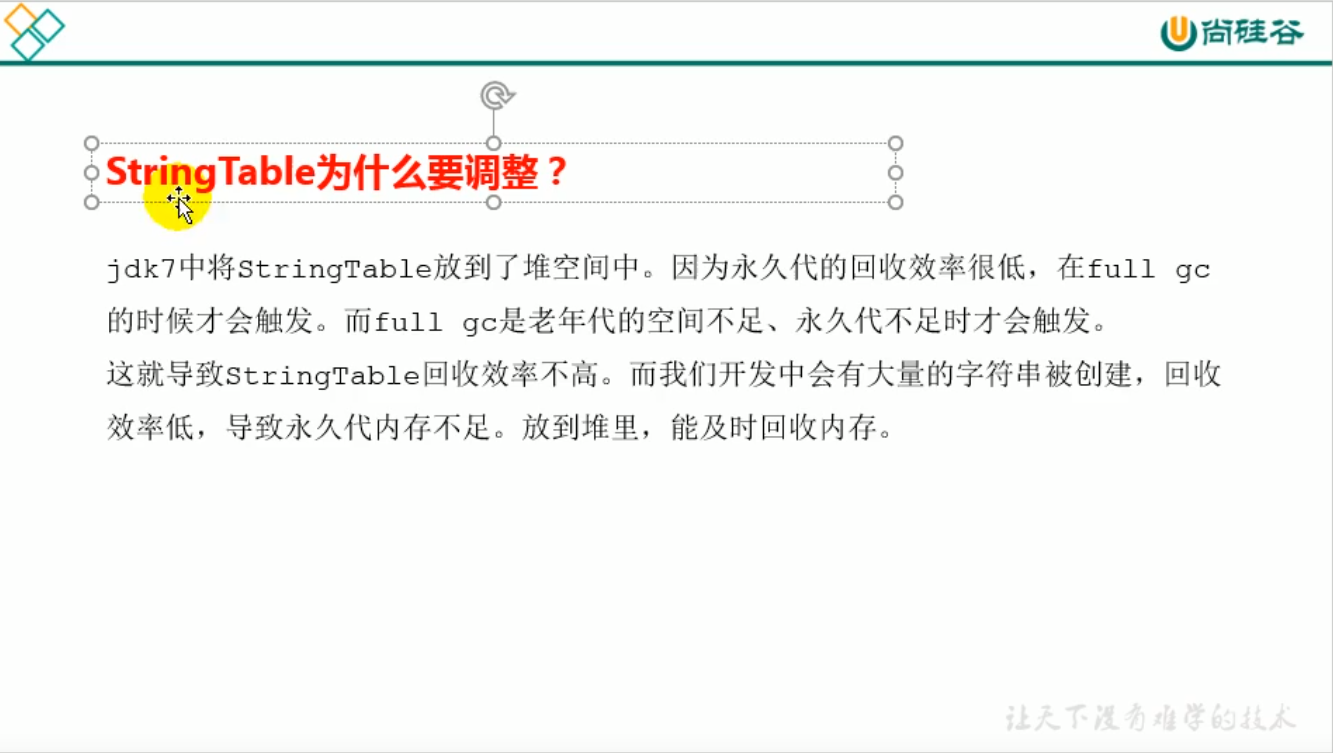 尚硅谷
StringTable为什么要调整？
jdk7中将StringTable放到了堆空间中。因为永久代的回收效率很低，在full gc
的时候才会触发。而full gc是老年代的空间不足、永久代不足时才会触发。
这就导致StringTable回收效率不高。而我们开发中会有大量的字符串被创建，回收
效率低，导致永久代内存不足。放到堆里，能及时回收内存。
让天下没有难学的技术